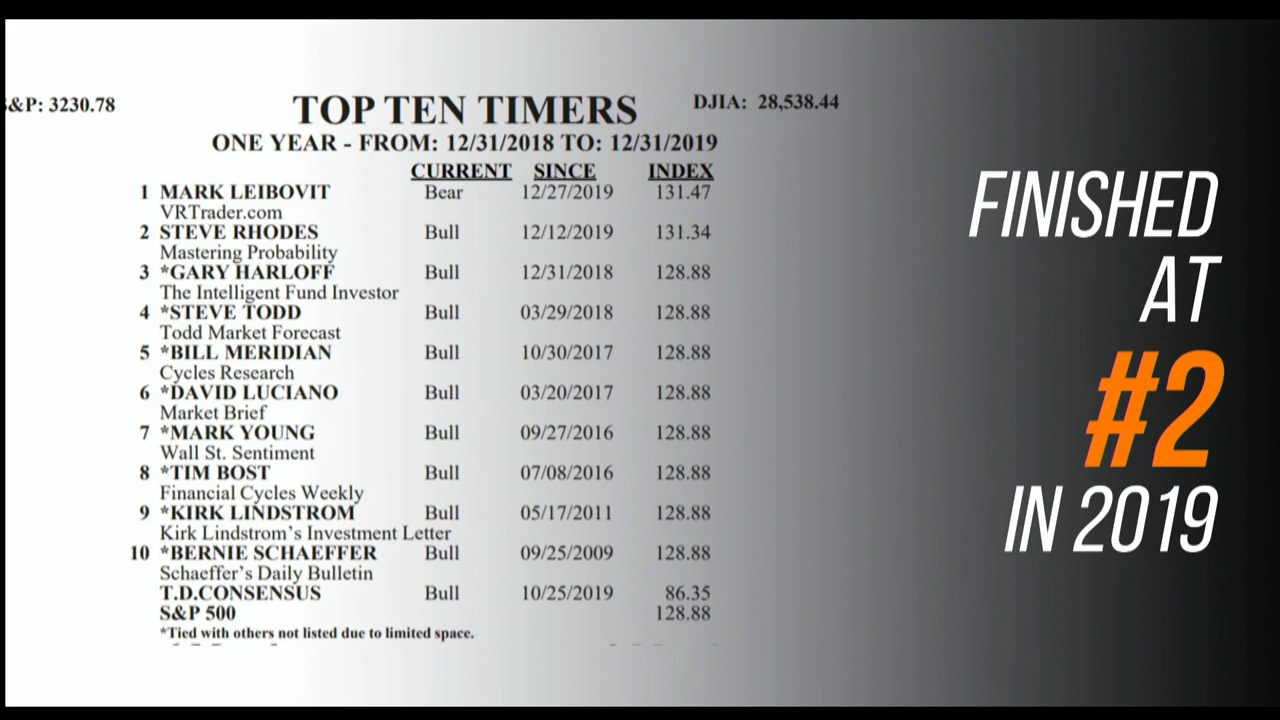 &P: 3230.78
TOP TEN TIMERS
DJIA: 28,538.44
ONE YEAR - FROM: 12/31/2018 TO: 12/31/2019
CURRENT SINCE INDEX
1 MARK LEIBOVIT Bear 12/27/2019 131.47
VRTrader.com
2 STEVE RHODES Bull 12/12/2019 131.34
Mastering Probability
3 *GARY HARLOFF Bull 12/31/2018 128.88
The Intelligent Fund Investor
4 *STEVE TODD Bull 03/29/2018 128.88
Todd Market Forecast
5 *BILL MERIDIAN Bull 10/30/2017 128.88
Cycles Research
6 *DAVID LUCIANO Bull 03/20/2017 128.88
Market Brief
7 *MARK YOUNG Bull 09/27/2016 128.88
Wall St. Sentiment
8 *TIM BOST Bull 07/08/2016 128.88
Financial Cycles Weekly
9 *KIRK LINDSTROM Bull 05/17/2011 128.88
Kirk Lindstrom's Investment Letter
10 *BERNIE SCHAEFFER Bull 09/25/2009 128.88
Schaeffer's Daily Bulletin
T.D.CONSENSUS Bull 10/25/2019 86.35
S&P 500 128.88
*Tied with others not listed due to limited space.
FINISHED
AT
#2
IN 2019